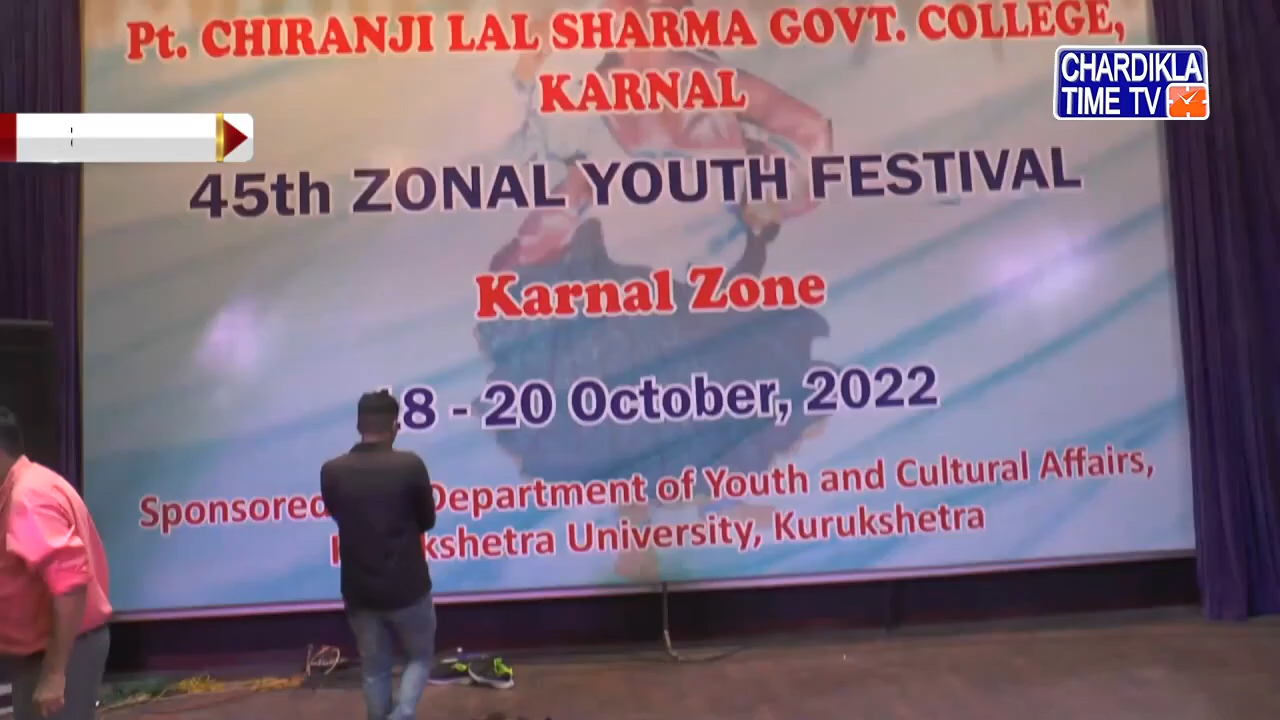 Pt. CHIRANJI LAL SHARMA GOVT. COLLEGE,
KARNAL
CHARDIKLA
TIME TV
45th ZONAL YOUTH FESTIVAL
Karnal Zone
8 - 20 October, 2022
Sponsored Department of Youth and Cultural Affairs,
University, Kurukshetra